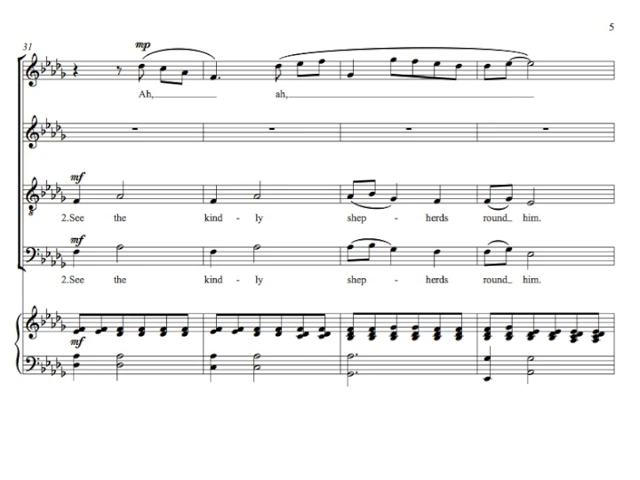 5
31
mp
Ah, ah,
mf
2.See the kind - ly shep - herds round him.
mf
2.See the kind - ly shep - herds round him.
mf